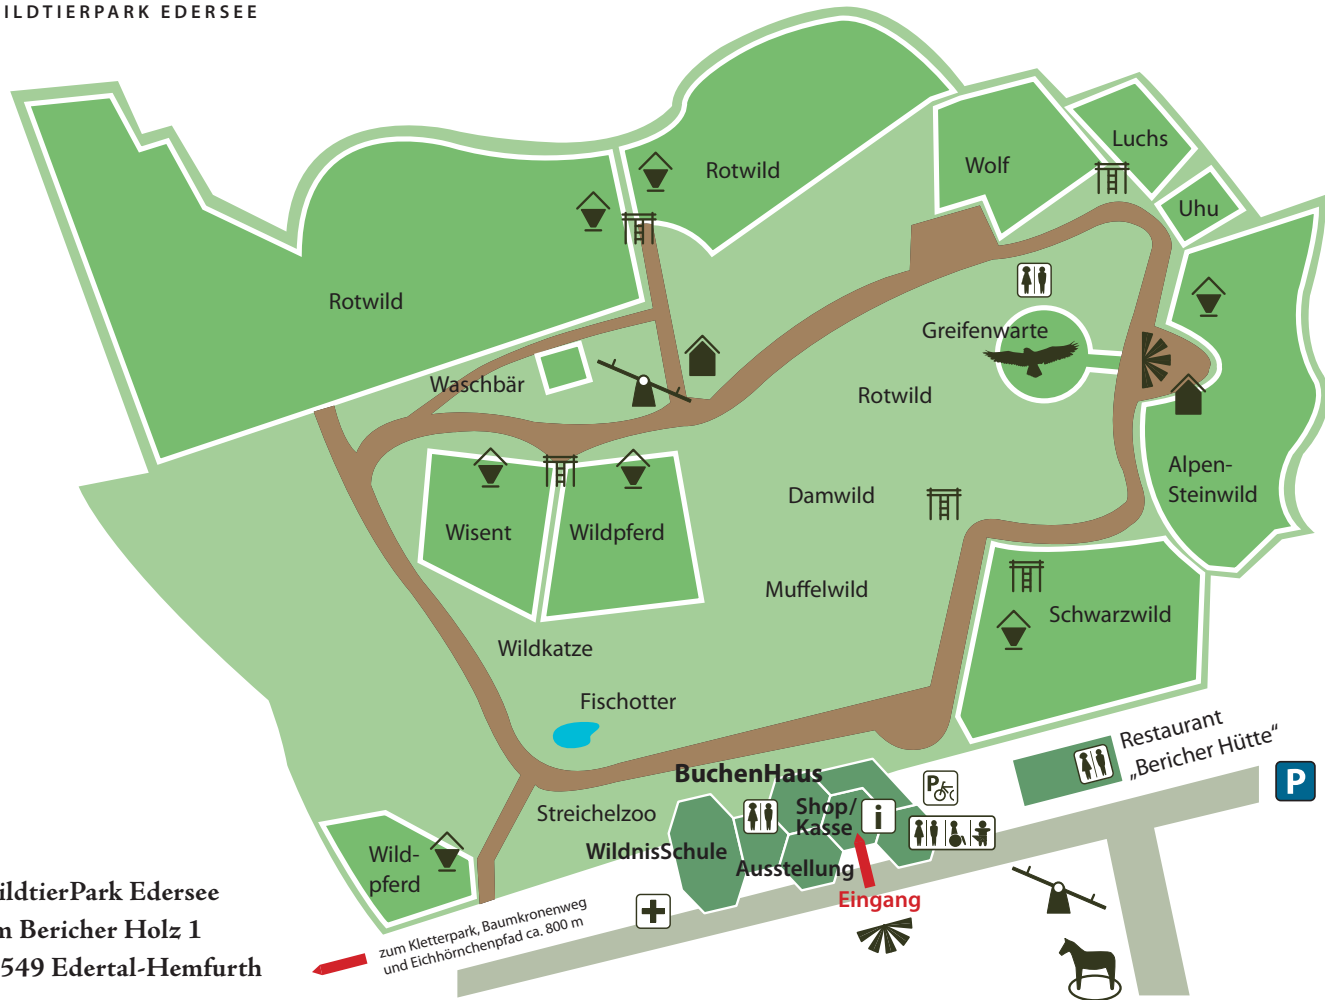 ILDTIERPARK EDERSEE
Rotwild
Wolf
Luchs
Uhu
Rotwild
Greifenwarte
Waschbär
Rotwild
Alpen-
Steinwild
Damwild
Wisent
Wildpferd
Muffelwild
Schwarzwild
Wildkatze
Fischotter
Restaurant
„Bericher Hütte“
BuchenHaus
P
P
Streichelzoo
Shop/
Kasse
i
WildnisSchule
Ausstellung
Wild-
pferd
Eingang
zum Kletterpark, Baumkronenweg
und Eichhörnchenpfad ca. 800 m
ildtierPark Edersee
m Bericher Holz 1
549 Edertal-Hemfurth